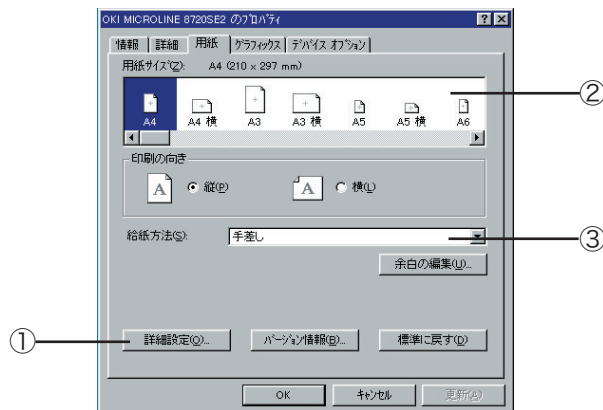 OKI MICROLINE 8720SE2 のプロパティ
情報 詳細 用紙 グラフィックス デバイス オプション
用紙サイズ(Z): A4 (210 x 297 mm)
②
A4 A4 横 A3 A3 横 A5 A5 横 A6
印刷の向き
A 縦(P) A 横(L)
給紙方法(S): 手差し
③
余白の編集(U)...
①
詳細設定(O)... バージョン情報(B)... 標準に戻す(D)
OK キャンセル 更新(A)